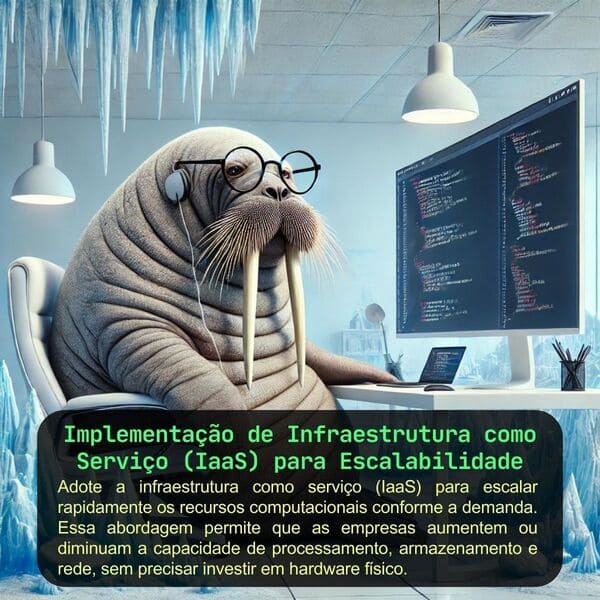 Implementação de Infraestrutura como
Serviço (IaaS) para Escalabilidade
Adote a infraestrutura como serviço (IaaS) para escalar
rapidamente os recursos computacionais conforme a demanda.
Essa abordagem permite que as empresas aumentem ou
diminuam a capacidade de processamento, armazenamento e
rede, sem precisar investir em hardware físico.